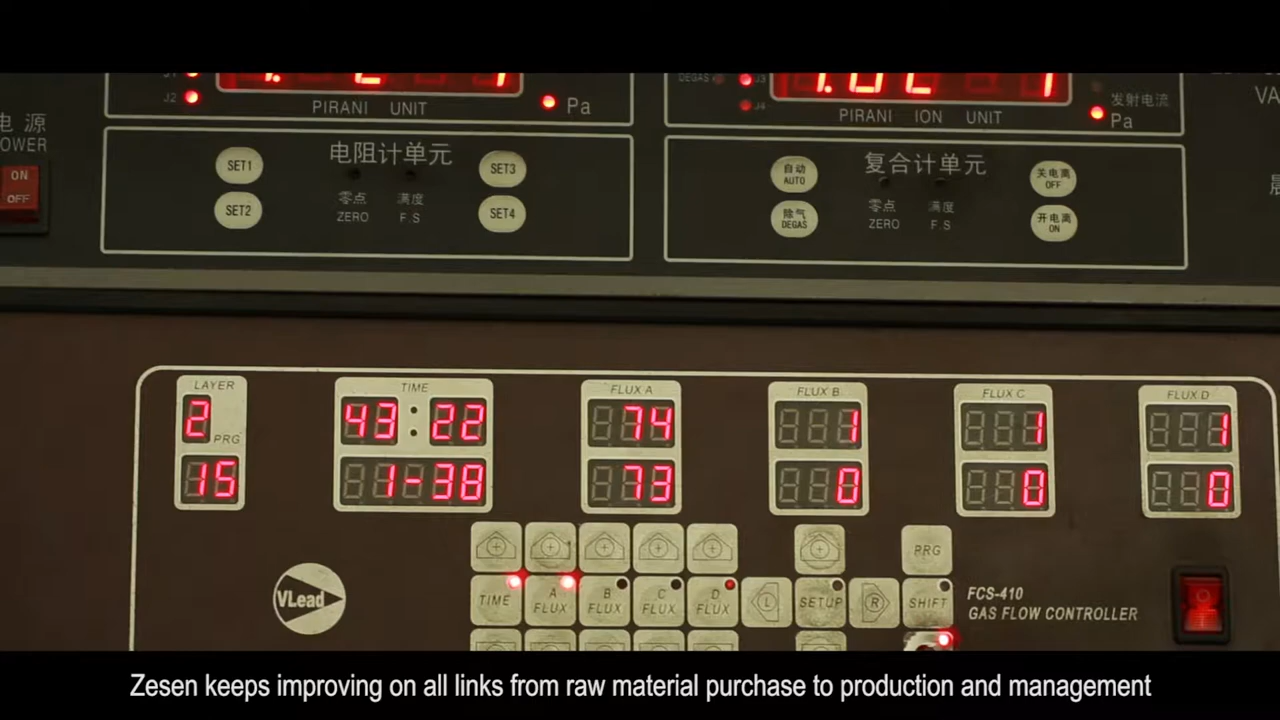 J2
PIRANI UNIT
Pa
DEGAS
J3
J4
PIRANI ION UNIT
发射电流
Pa
VA
电源
OWER
ON
OFF
SET1
SET2
电阻计单元
零点
ZERO
满度
F.S
SET3
SET4
自动
AUTO
除气
DEGAS
复合计单元
零点
ZERO
满度
F.S
关电离
OFF
开电离
ON
LAYER
2
PRG
15
TIME
43:22
1-38
FLUX A
74
73
FLUX B
1
0
FLUX C
1
0
FLUX D
1
0
PRG
VLead
TIME
A FLUX
B FLUX
C FLUX
D FLUX
L
SETUP
R
SHIFT
FCS-410
GAS FLOW CONTROLLER
Zesen keeps improving on all links from raw material purchase to production and management